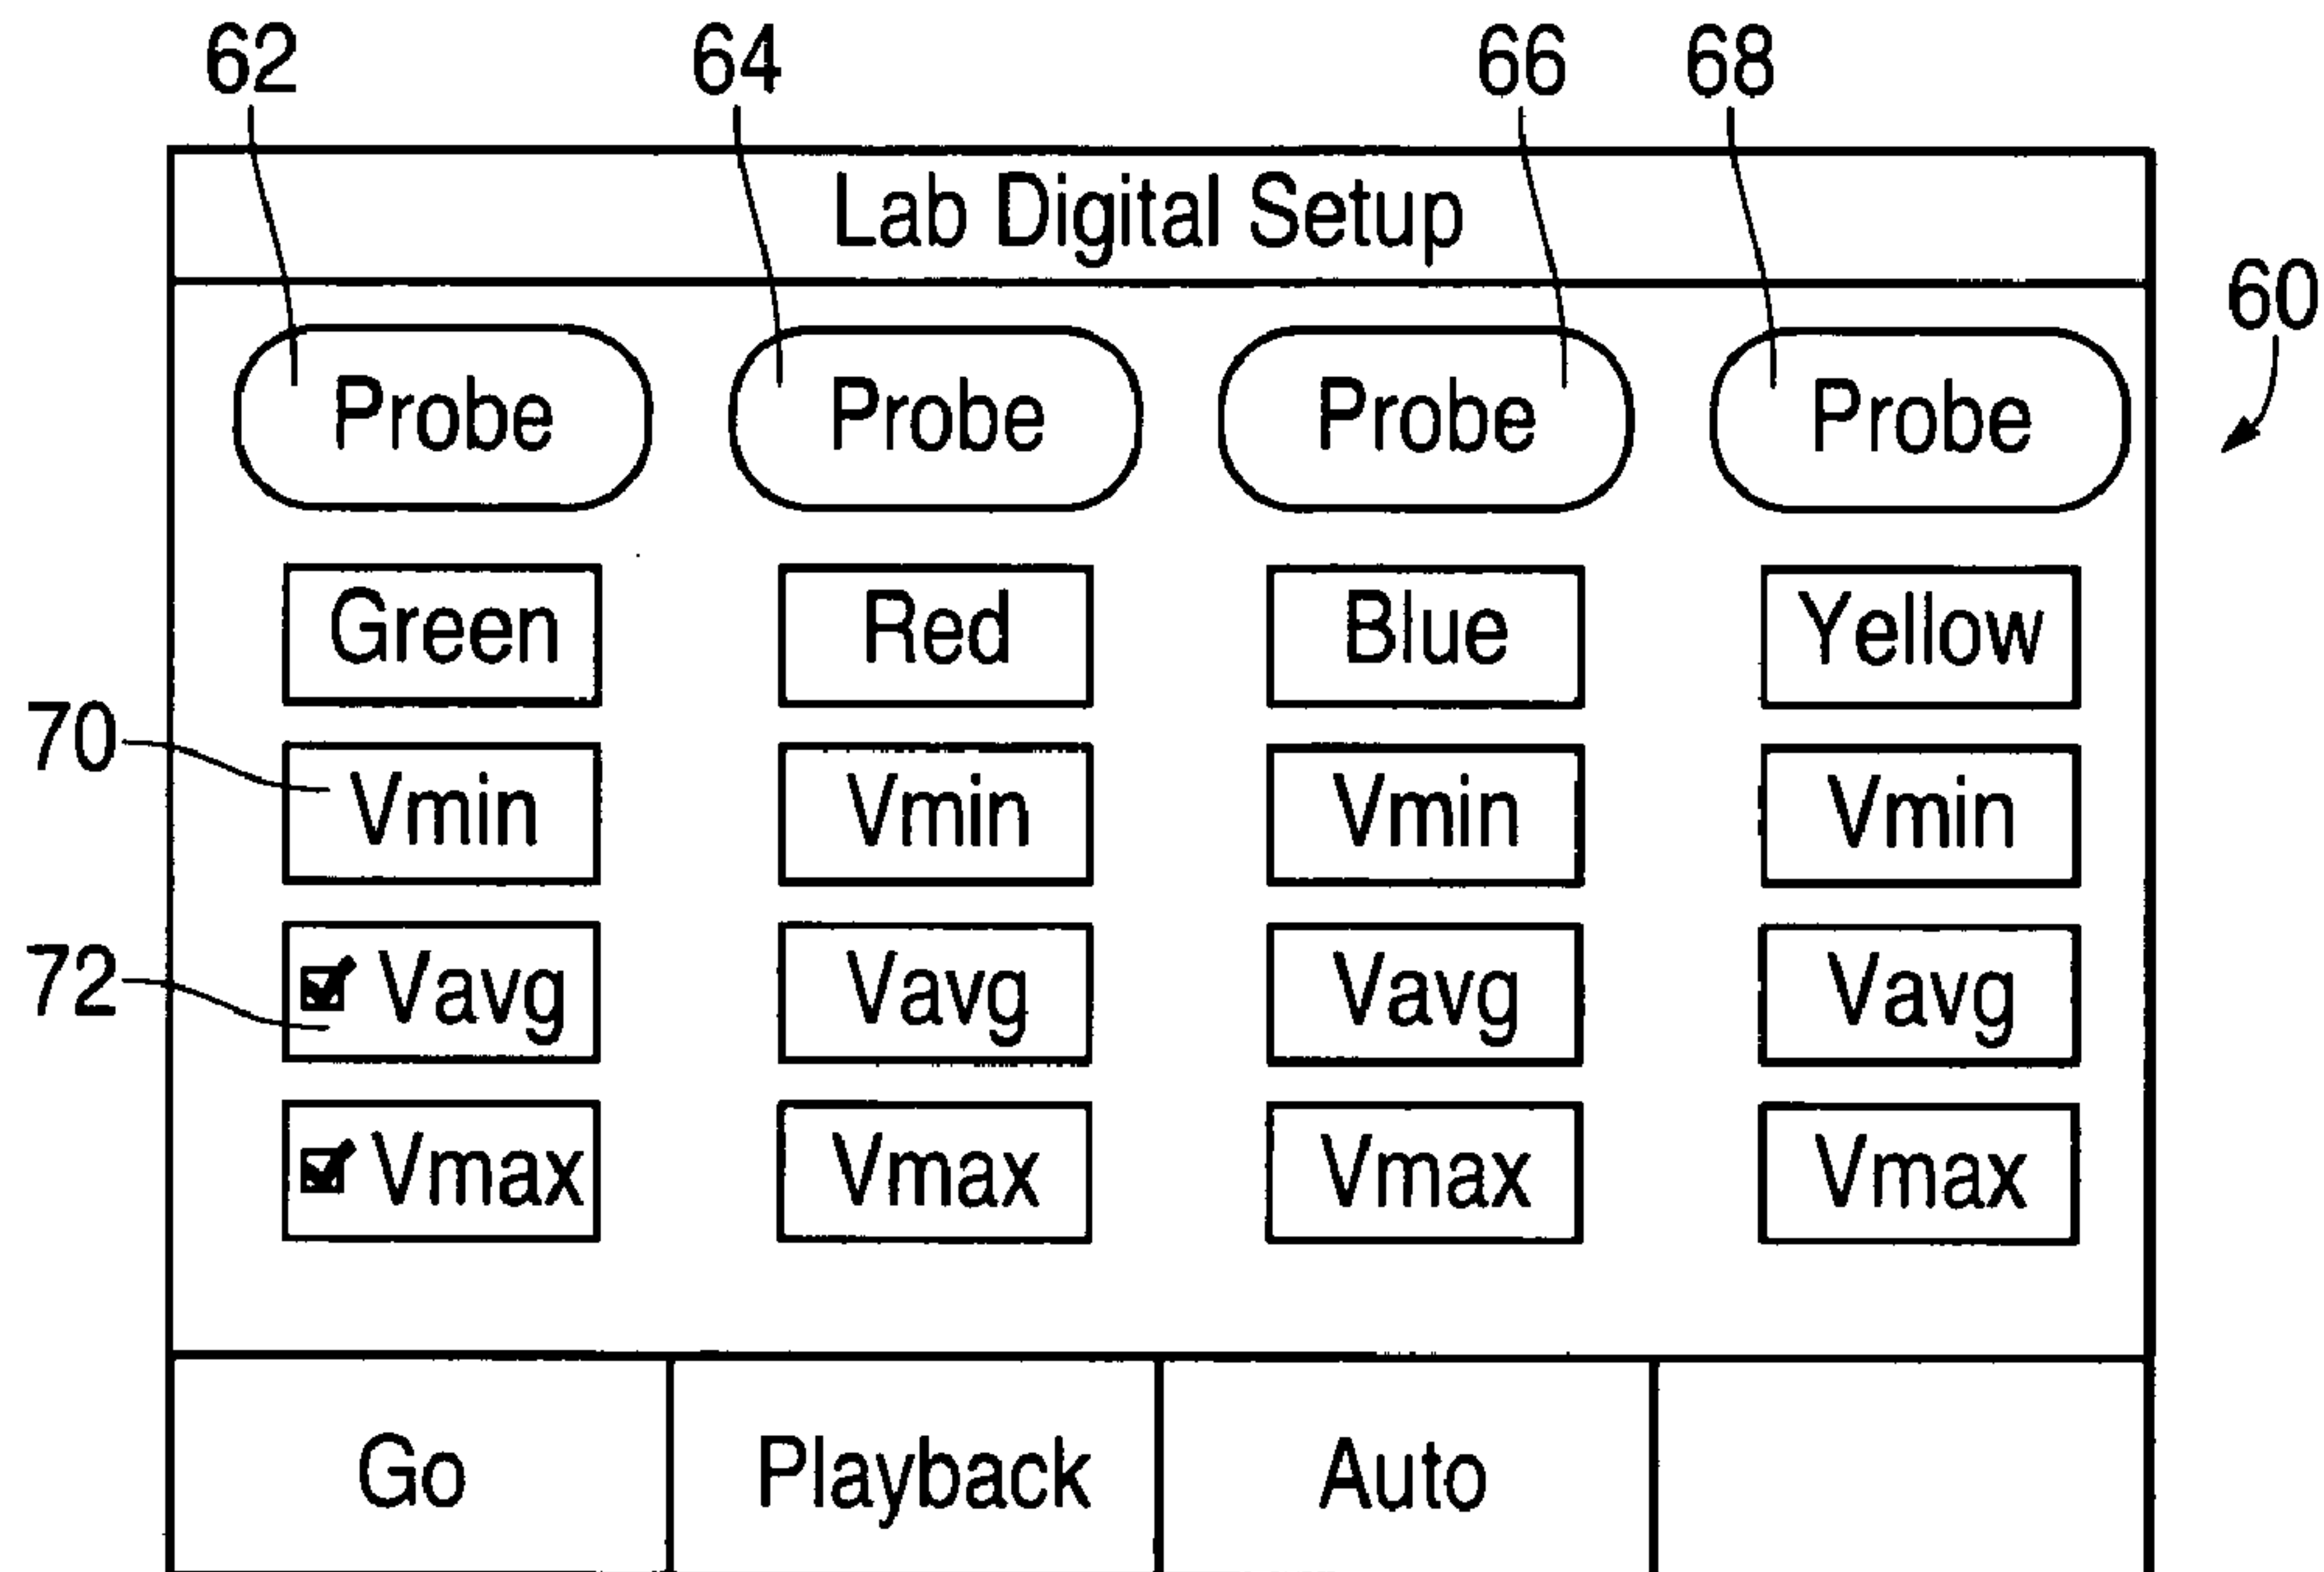 62 64 66 68
Lab Digital Setup
60
Probe Probe Probe Probe
Green Red Blue Yellow
70 Vmin Vmin Vmin Vmin
72 Vavg Vavg Vavg Vavg
Vmax Vmax Vmax Vmax
Go Playback Auto